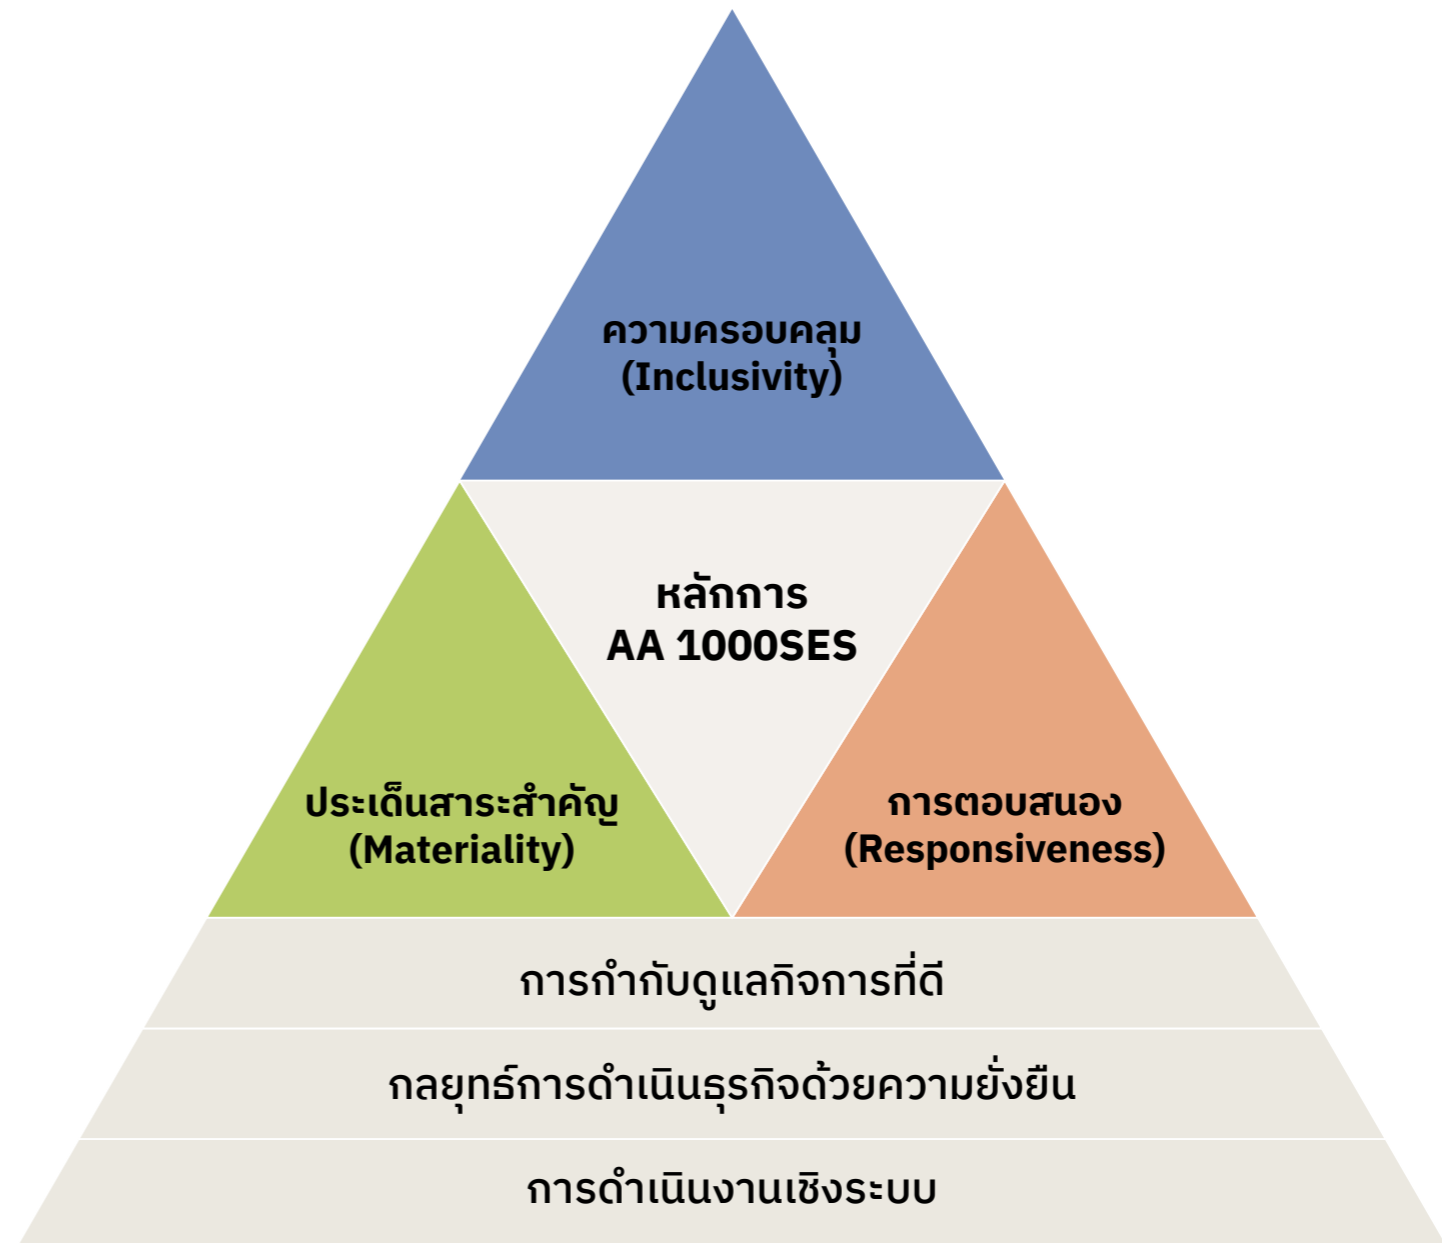 ความครอบคลุม
(Inclusivity)
หลักการ
AA 1000SES
ประเด็นสาระสำคัญ
(Materiality)
การตอบสนอง
(Responsiveness)
การกำกับดูแลกิจการที่ดี
กลยุทธ์การดำเนินธุรกิจด้วยความยั่งยืน
การดำเนินงานเชิงระบบ